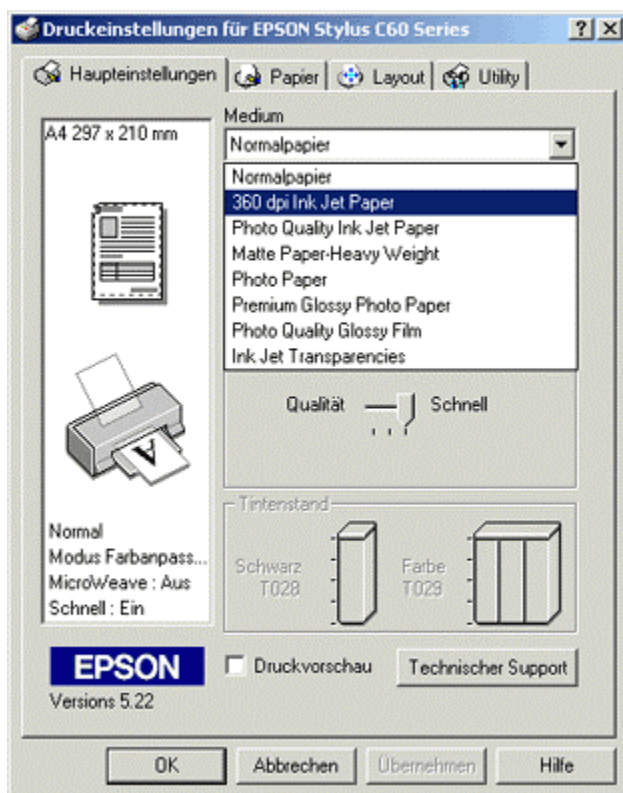 Druckeinstellungen für EPSON Stylus C60 Series
Haupteinstellungen
Papier
Layout
Utility
A4 297 x 210 mm
Medium
Normalpapier
Normalpapier
360 dpi Ink Jet Paper
Photo Quality Ink Jet Paper
Matte Paper-Heavy Weight
Photo Paper
Premium Glossy Photo Paper
Photo Quality Glossy Film
Ink Jet Transparencies
Qualität
Schnell
A
Normal
Modus Farbanpass...
MicroWeave : Aus
Schnell : Ein
Tintenstand
Schwarz
T028
Farbe
T029
EPSON
Versions 5.22
Druckvorschau
Technischer Support
OK
Abbrechen
Übernehmen
Hilfe